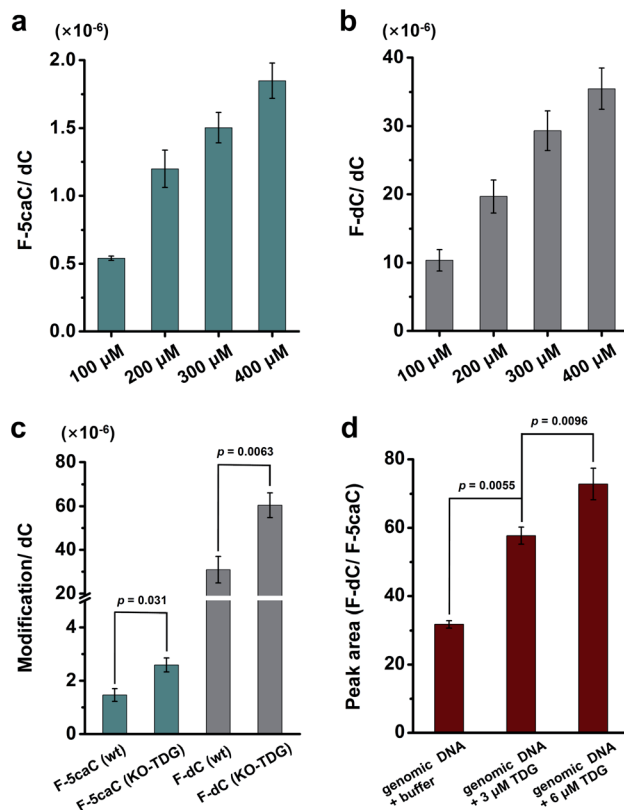 a
(×10-6)
F-5caC/ dC
2.0
1.5
1.0
0.5
0.0
100 µM
200 µM
300 µM
400 µM
b
(×10-6)
F-dC/ dC
40
30
20
10
0
100 µM
200 µM
300 µM
400 µM
c
(×10-6)
Modification/ dC
80
60
40
20
4
2
0
p = 0.031
p = 0.0063
F-5caC (wt)
F-5caC (KO-TDG)
F-dC (wt)
F-dC (KO-TDG)
d
Peak area (F-dC/ F-5caC)
80
60
40
20
0
p = 0.0055
p = 0.0096
genomic DNA
+ buffer
genomic DNA
+ 3 µM TDG
genomic DNA
+ 6 µM TDG